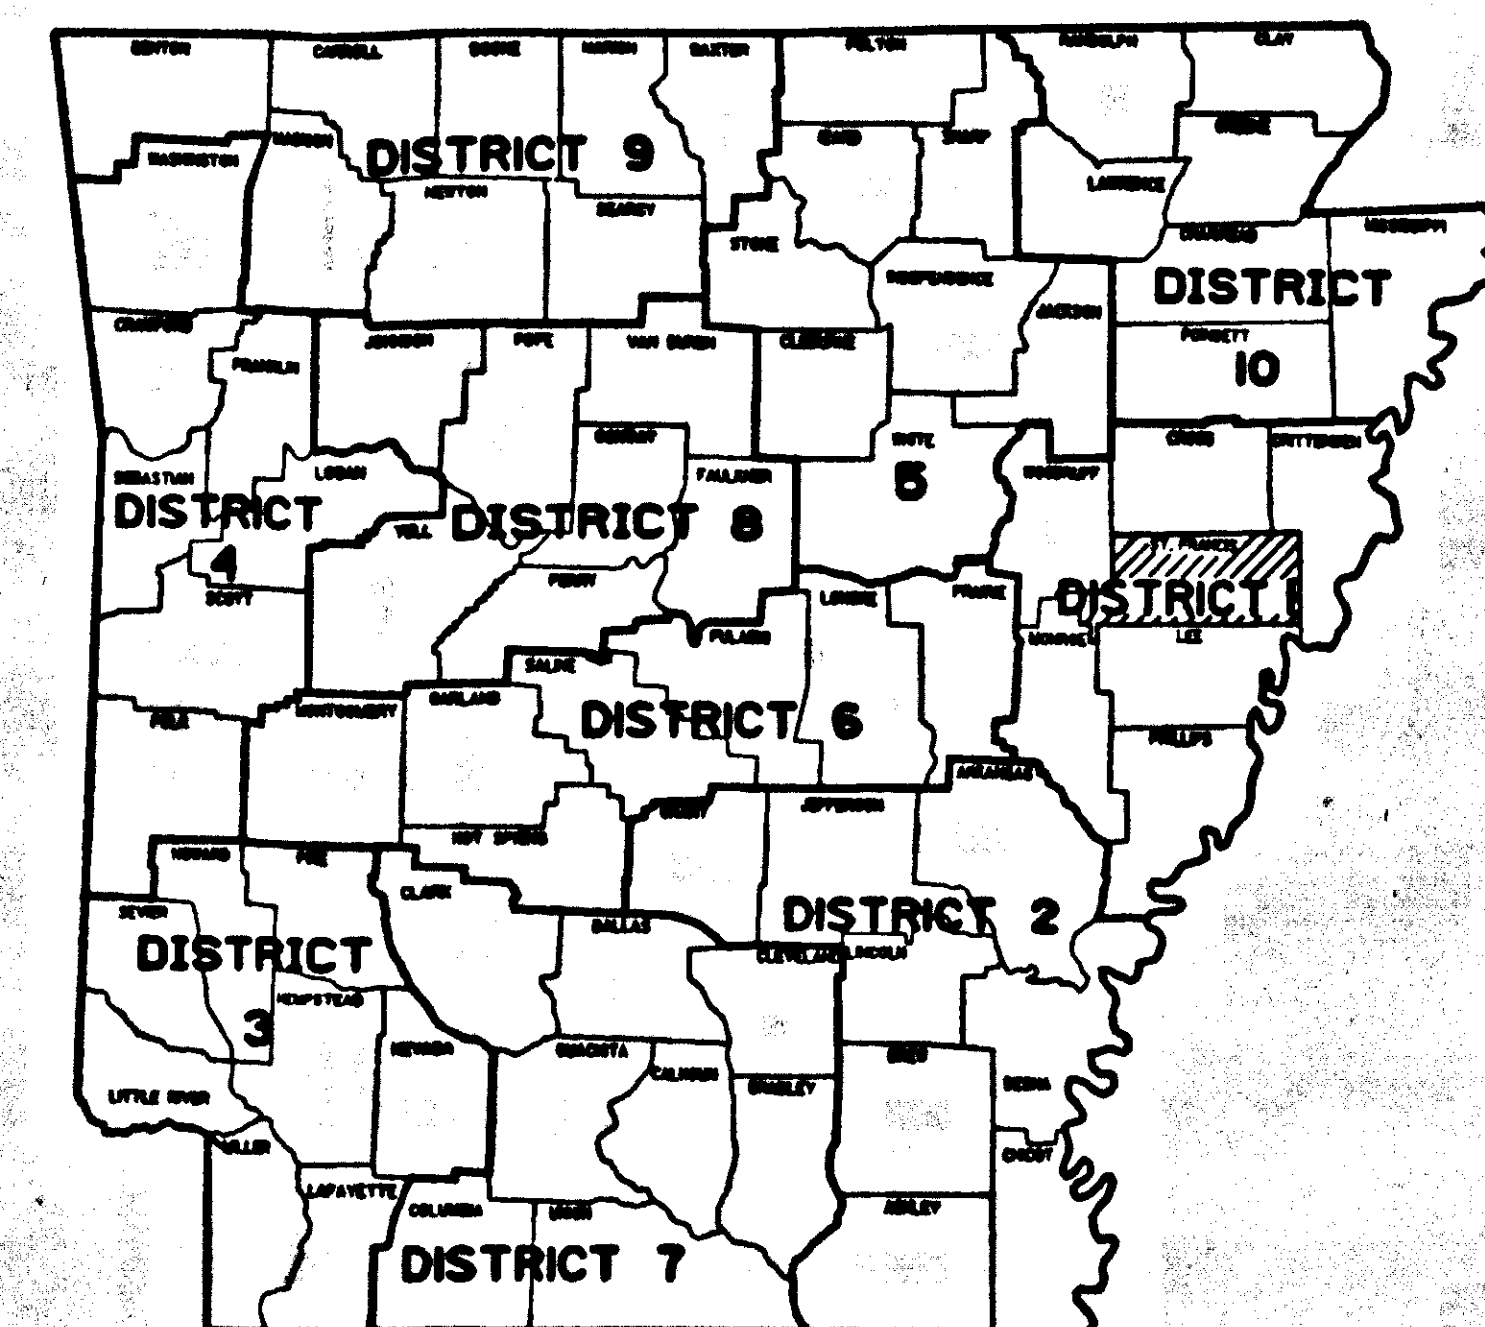 BENTON CARROLL BOONE MARION BAXTER FULTON RANDOLPH CLAY
WASHINGTON MADISON DISTRICT 9 IZARD SHARP GREENE
NEWTON SEARCY LAWRENCE
STONE CRAIGHEAD MISSISSIPPI
INDEPENDENCE DISTRICT
CRAWFORD JOHNSON POPE VAN BUREN CLEBURNE JACKSON POINSETT
FRANKLIN 10
CONWAY WHITE CROSS CRITTENDEN
SEBASTIAN LOGAN FAULKNER 5 WOODRUFF
DISTRICT YELL DISTRICT 8 ST. FRANCIS
4 PERRY
SCOTT LONOKE PRAIRIE DISTRICT 1
PULASKI MONROE LEE
SALINE
POLK MONTGOMERY GARLAND DISTRICT 6 PHILLIPS
ARKANSAS
HOT SPRING GRANT JEFFERSON
HOWARD PIKE
CLARK
SEVIER DALLAS DISTRICT 2
DISTRICT CLEVELAND LINCOLN
HEMPSTEAD
3 NEVADA OUACHITA DREW
CALHOUN BRADLEY DESHA
LITTLE RIVER
MILLER CHICOT
LAFAYETTE COLUMBIA UNION ASHLEY
DISTRICT 7